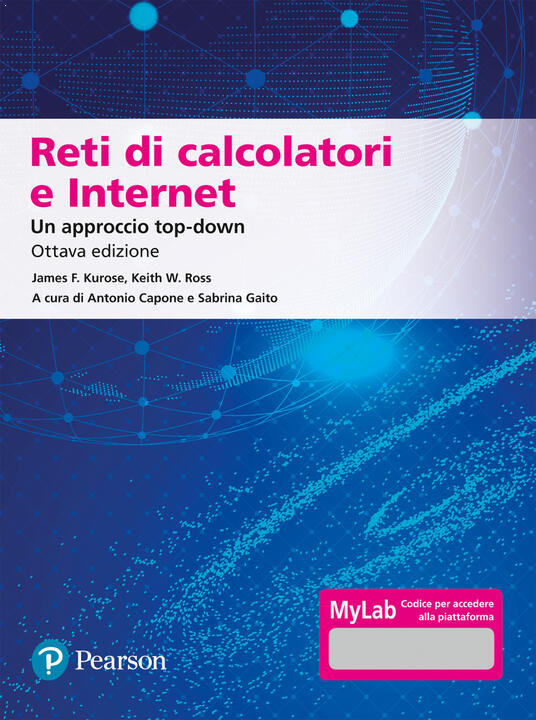 Reti di calcolatori
e Internet
Un approccio top-down
Ottava edizione
James F. Kurose, Keith W. Ross
A cura di Antonio Capone e Sabrina Gaito
MyLab
Codice per accedere
alla piattaforma
P Pearson